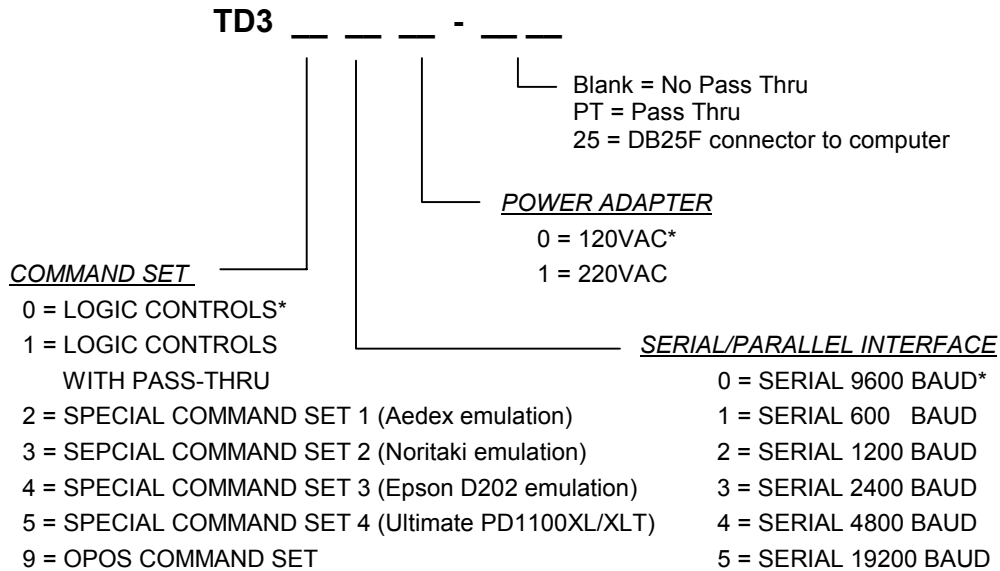 TD3 __ __ __ - __ __
Blank = No Pass Thru
PT = Pass Thru
25 = DB25F connector to computer
POWER ADAPTER
0 = 120VAC*
1 = 220VAC
COMMAND SET
0 = LOGIC CONTROLS*
1 = LOGIC CONTROLS
WITH PASS-THRU
2 = SPECIAL COMMAND SET 1 (Aedex emulation)
3 = SEPCIAL COMMAND SET 2 (Noritaki emulation)
4 = SPECIAL COMMAND SET 3 (Epson D202 emulation)
5 = SPECIAL COMMAND SET 4 (Ultimate PD1100XL/XLT)
9 = OPOS COMMAND SET
SERIAL/PARALLEL INTERFACE
0 = SERIAL 9600 BAUD*
1 = SERIAL 600 BAUD
2 = SERIAL 1200 BAUD
3 = SERIAL 2400 BAUD
4 = SERIAL 4800 BAUD
5 = SERIAL 19200 BAUD